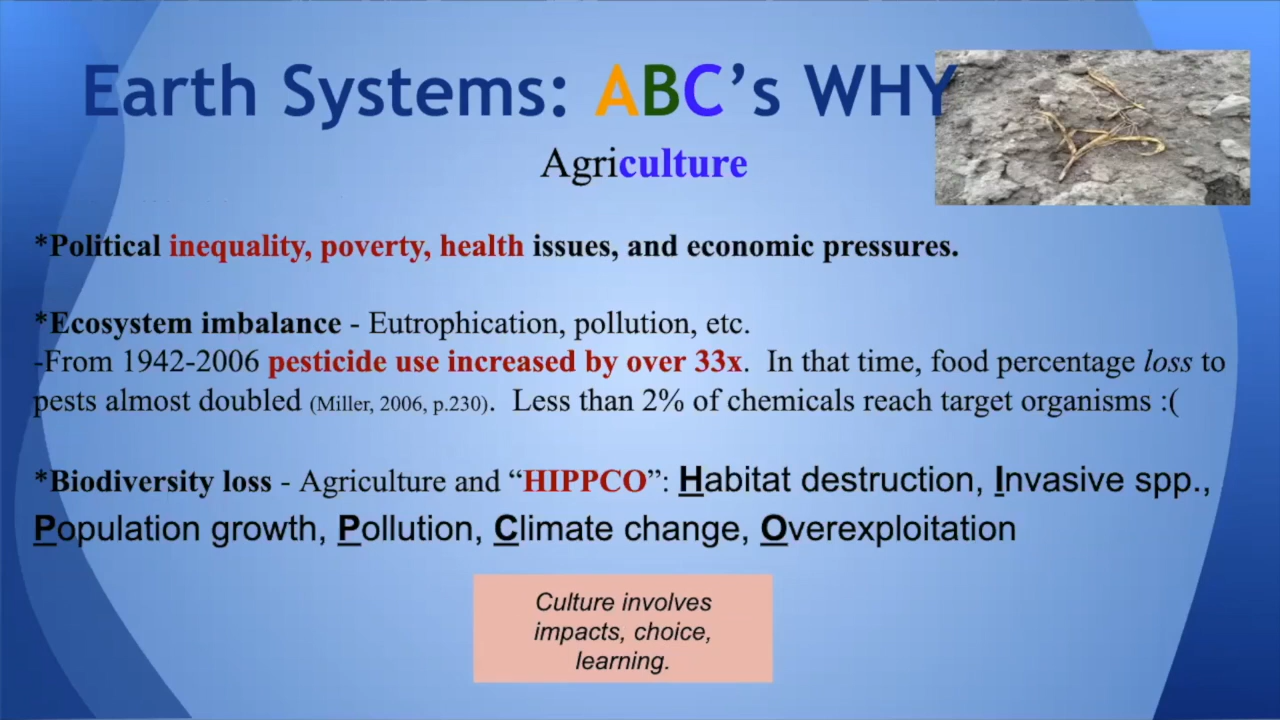 Earth Systems: ABC's WHY
Agriculture
*Political inequality, poverty, health issues, and economic pressures.
*Ecosystem imbalance - Eutrophication, pollution, etc.
-From 1942-2006 pesticide use increased by over 33x. In that time, food percentage loss to
pests almost doubled (Miller, 2006, p.230). Less than 2% of chemicals reach target organisms :(
*Biodiversity loss - Agriculture and “HIPPCO”: Habitat destruction, Invasive spp.,
Population growth, Pollution, Climate change, Overexploitation
Culture involves
impacts, choice,
learning.